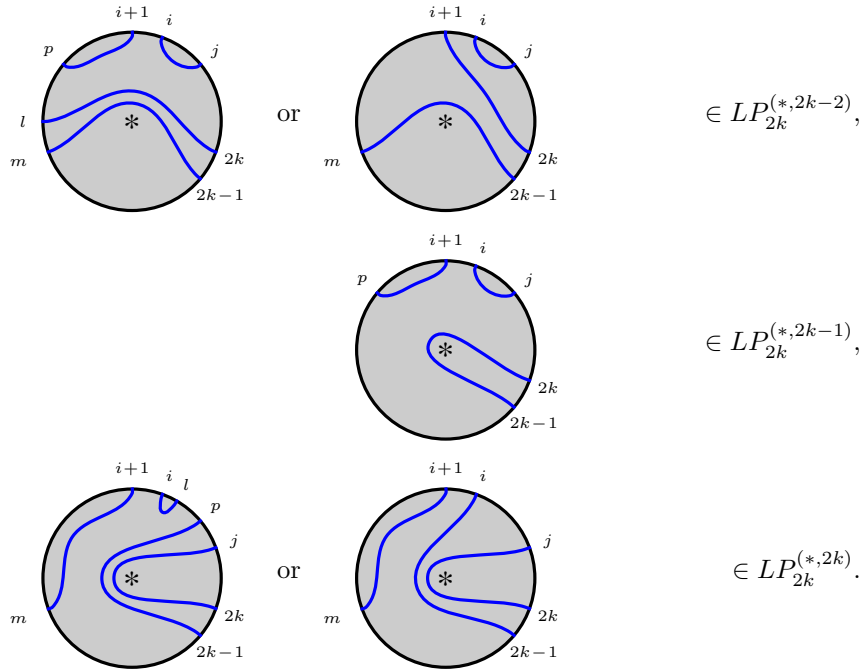 i+1 i i+1 i
p j j
l * or * ∈ LP_{2k}^{(*,2k−2)},
m 2k m 2k
2k−1 2k−1
i+1 i
p j
* ∈ LP_{2k}^{(*,2k−1)},
2k
2k−1
i+1 i l i+1 i
p
j j
* or * ∈ LP_{2k}^{(*,2k)}.
m 2k m 2k
2k−1 2k−1